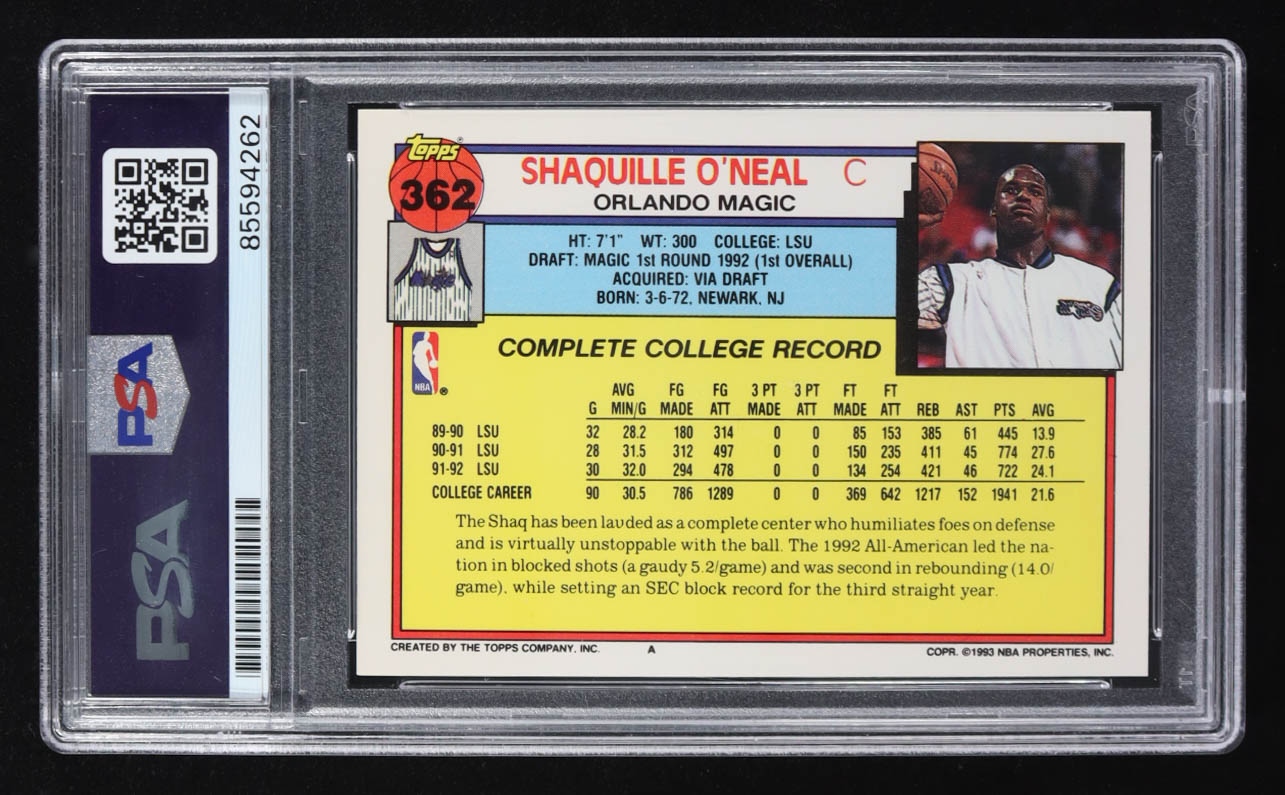 85594262
PSA
PSA
TOPPS
362
SHAQUILLE O'NEAL C
ORLANDO MAGIC
HT: 7'1" WT: 300 COLLEGE: LSU
DRAFT: MAGIC 1st ROUND 1992 (1st OVERALL)
ACQUIRED: VIA DRAFT
BORN: 3-6-72, NEWARK, NJ
Magic
NBA ®
COMPLETE COLLEGE RECORD
AVG FG FG 3 PT 3 PT FT FT
G MIN/G MADE ATT MADE ATT MADE ATT REB AST PTS AVG
89-90 LSU 32 28.2 180 314 0 0 85 153 385 61 445 13.9
90-91 LSU 28 31.5 312 497 0 0 150 235 411 45 774 27.6
91-92 LSU 30 32.0 294 478 0 0 134 254 421 46 722 24.1
COLLEGE CAREER 90 30.5 786 1289 0 0 369 642 1217 152 1941 21.6
The Shaq has been lauded as a complete center who humiliates foes on defense
and is virtually unstoppable with the ball. The 1992 All-American led the na-
tion in blocked shots (a gaudy 5.2/game) and was second in rebounding (14.0/
game), while setting an SEC block record for the third straight year.
CREATED BY THE TOPPS COMPANY, INC. A COPR. ©1993 NBA PROPERTIES, INC.